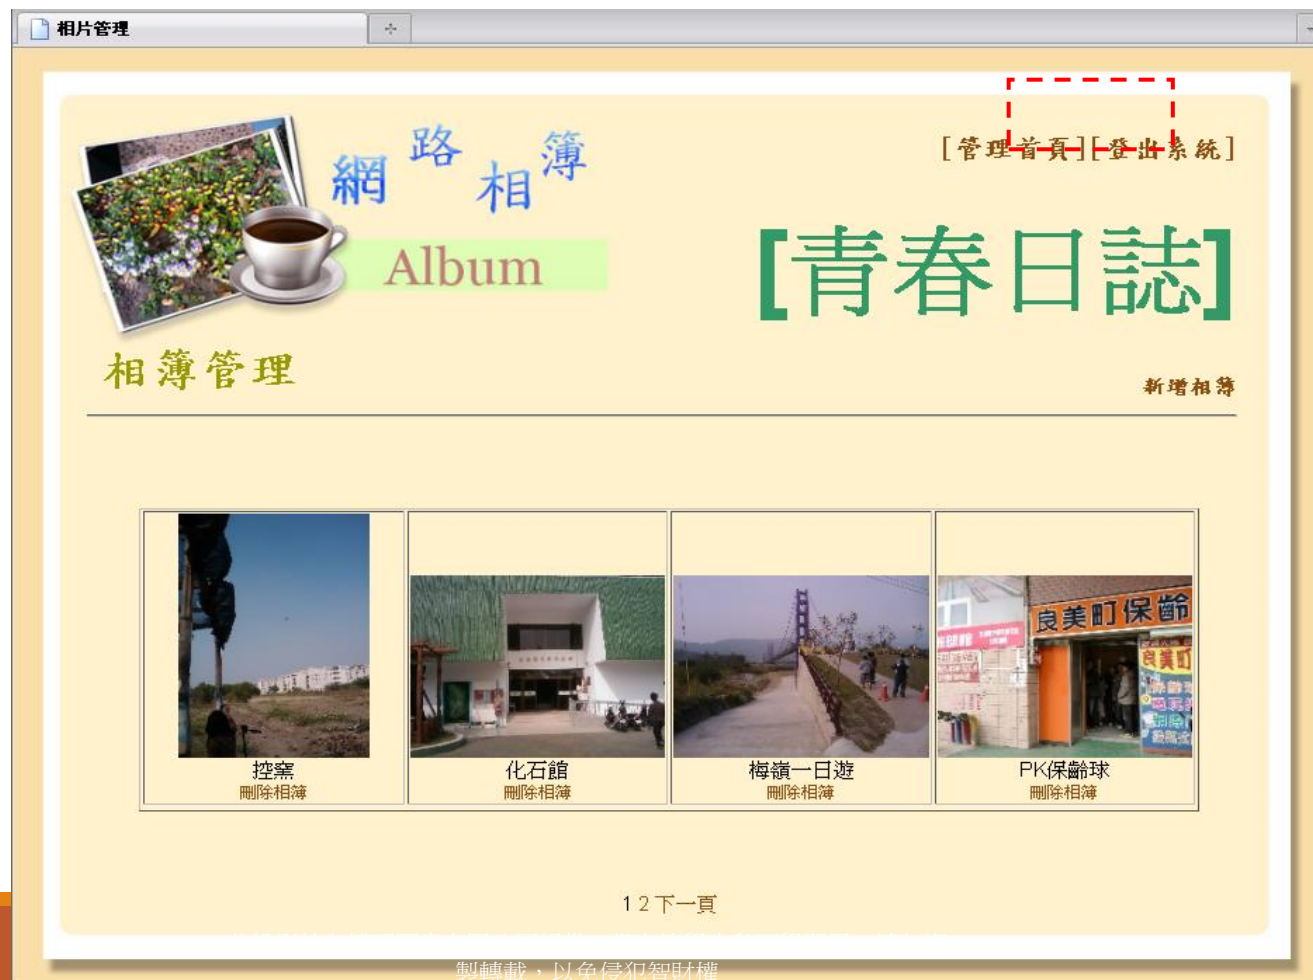 相片管理
網路相簿
[管理首頁][登出系統]
Album
[青春日誌]
相簿管理
新增相簿
良美町保齡
良美町
控窯
化石館
梅嶺一日遊
PK保齡球
刪除相簿
刪除相簿
刪除相簿
刪除相簿
1 2 下一頁
製轉載，以免侵犯智財權